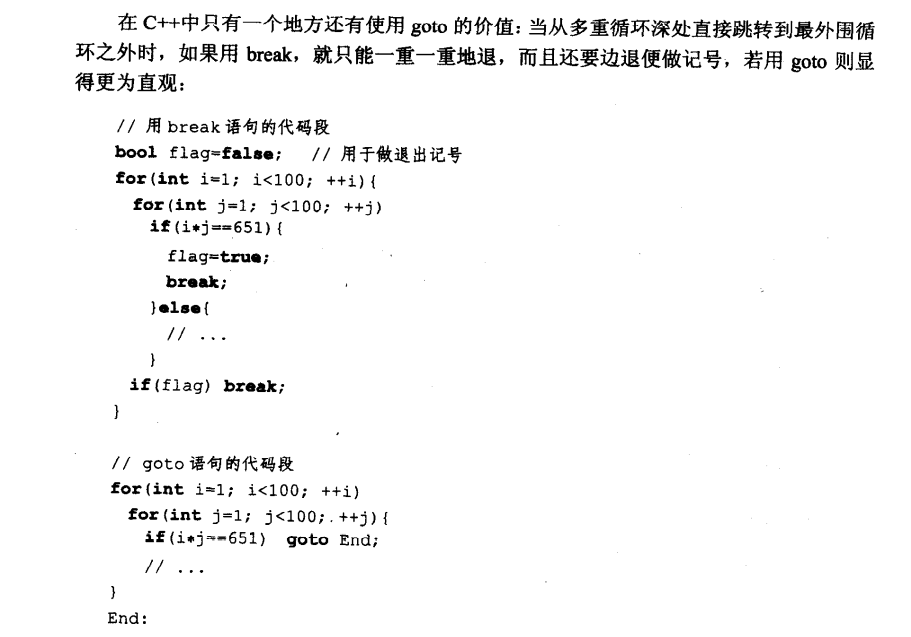 在 C++中只有一个地方还有使用 goto 的价值：当从多重循环深处直接跳转到最外围循
环之外时，如果用 break，就只能一重一重地退，而且还要边退便做记号，若用 goto 则显
得更为直观：
// 用 break 语句的代码段
bool flag=false;   // 用于做退出记号
for(int i=1; i<100; ++i){
for(int j=1; j<100; ++j)
if(i*j==651){
flag=true;
break;
}else{
// ...
}
if(flag) break;
}
// goto 语句的代码段
for(int i=1; i<100; ++i)
for(int j=1; j<100; ++j){
if(i*j==651)  goto End;
// ...
}
End: